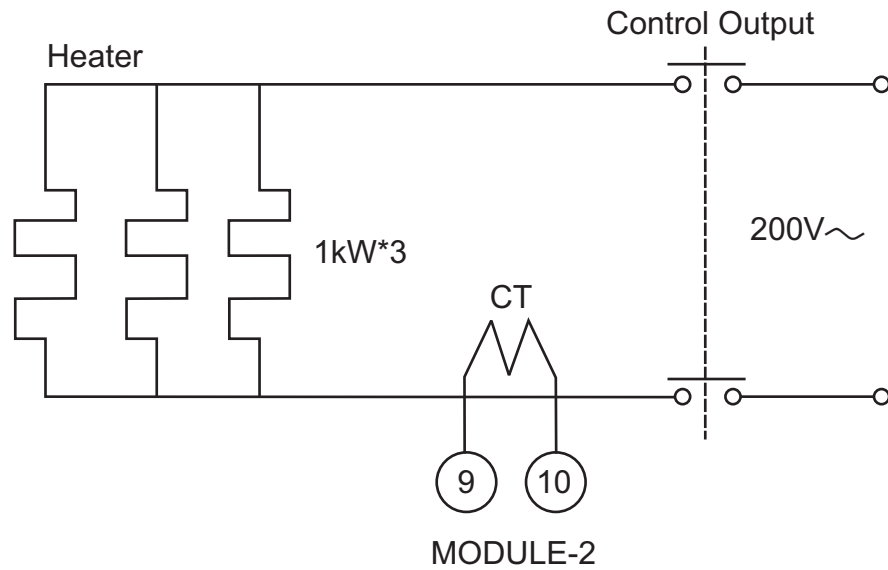 Control Output
Heater
200V~
1kW*3
CT
9
10
MODULE-2